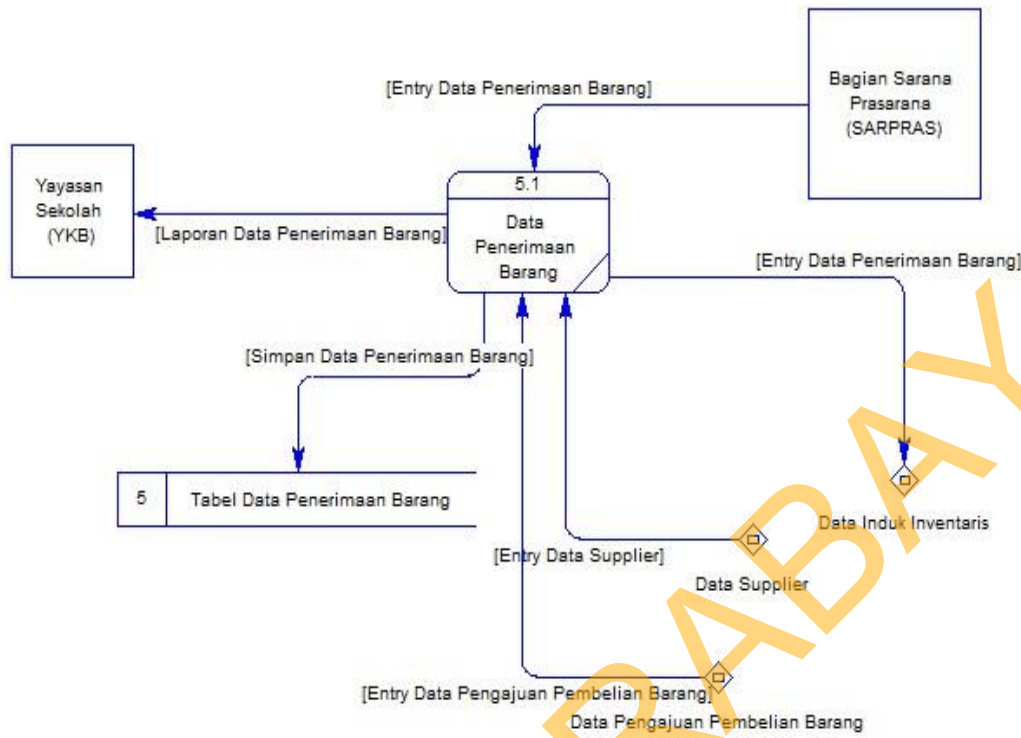 Bagian Sarana
Prasarana
(SARPRAS)
[Entry Data Penerimaan Barang]
Yayasan
Sekolah
(YKB)
5.1
Data
Penerimaan
Barang
[Laporan Data Penerimaan Barang]
[Entry Data Penerimaan Barang]
[Simpan Data Penerimaan Barang]
5
Tabel Data Penerimaan Barang
Data Induk Inventaris
[Entry Data Supplier]
Data Supplier
[Entry Data Pengajuan Pembelian Barang]
Data Pengajuan Pembelian Barang
RABAY